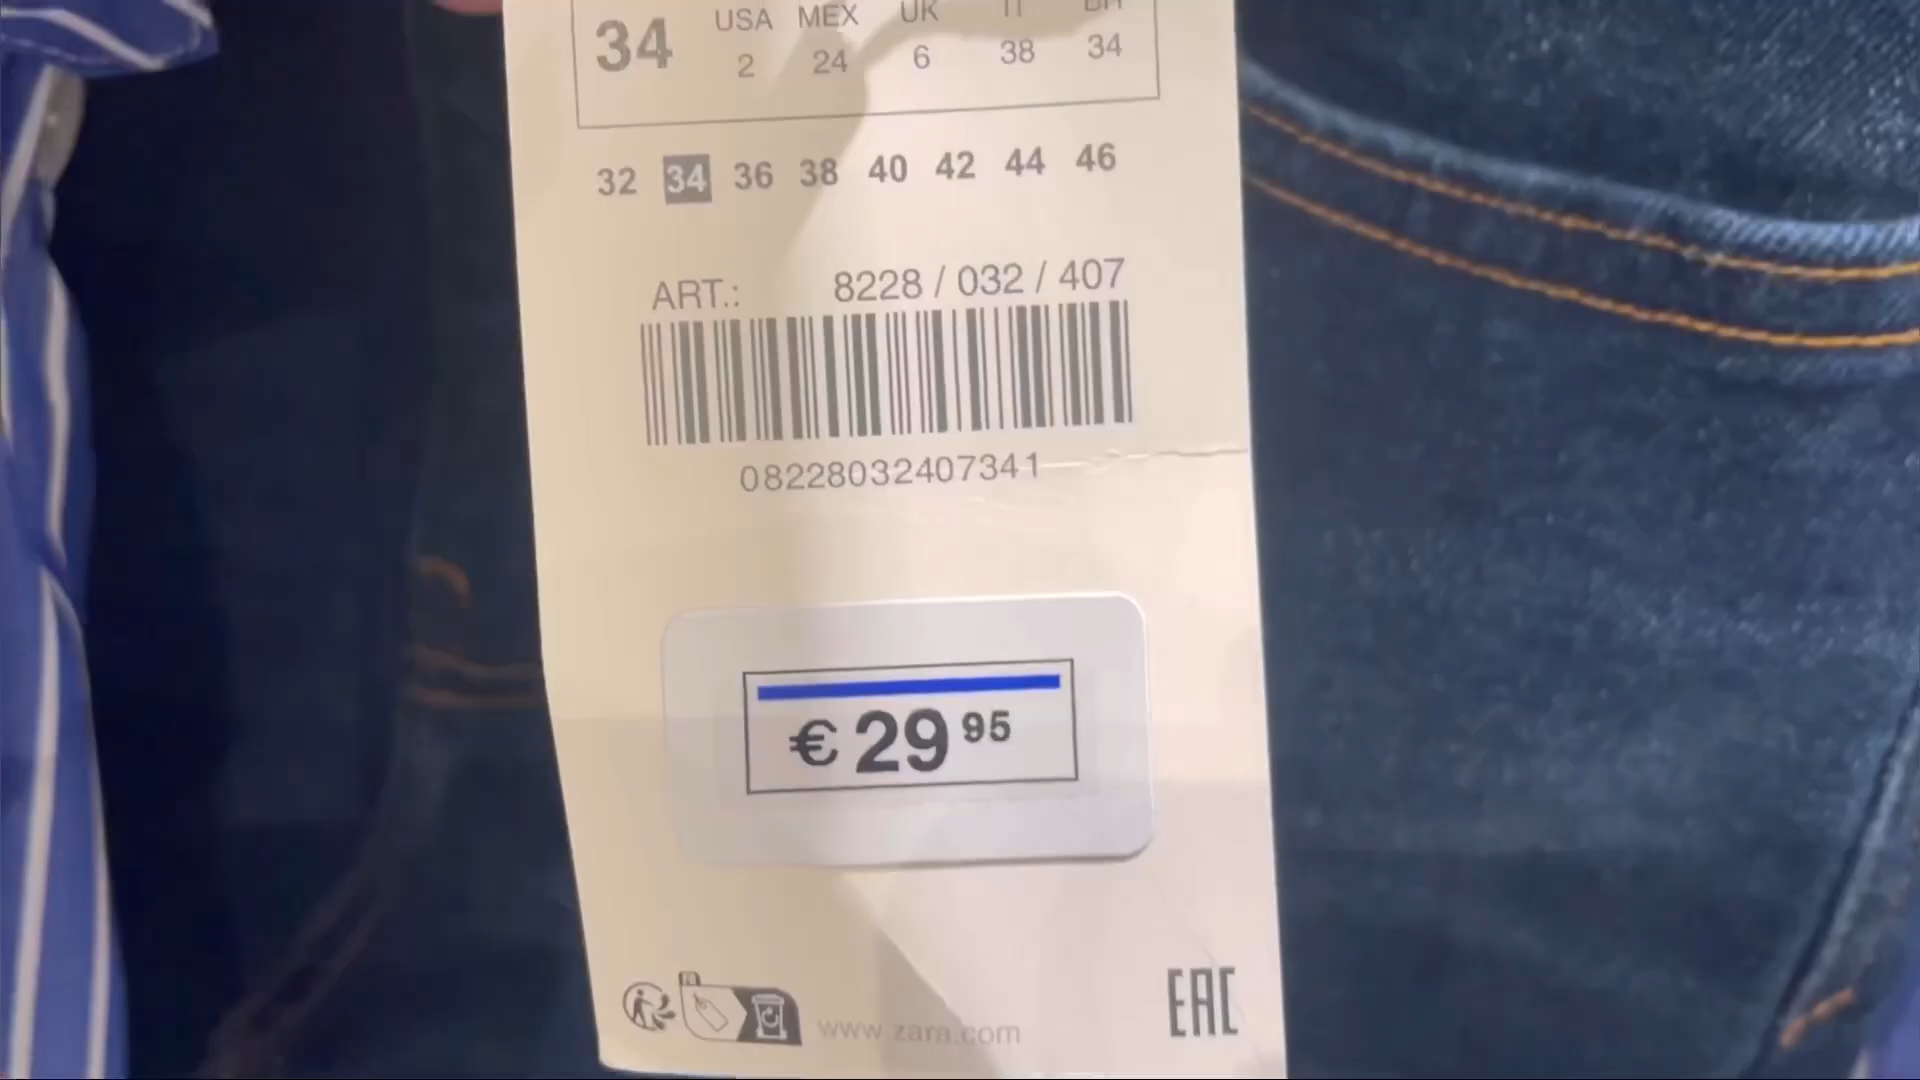 34 USA MEX UK IT
2 24 6 38 34
32 34 36 38 40 42 44 46
ART.: 8228 / 032 / 407
08228032407341
€ 29 95
FR
www.zara.com
EAC